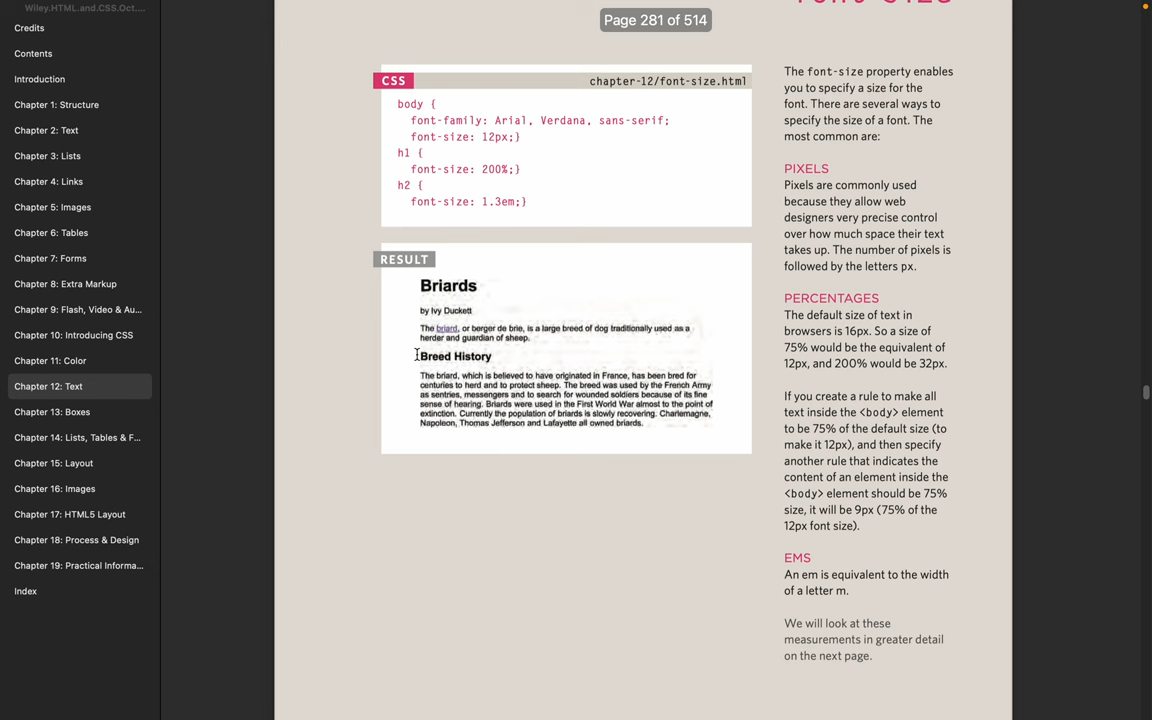 Wiley.HTML.and.CSS.Oct....
Credits
Contents
Introduction
Chapter 1: Structure
Chapter 2: Text
Chapter 3: Lists
Chapter 4: Links
Chapter 5: Images
Chapter 6: Tables
Chapter 7: Forms
Chapter 8: Extra Markup
Chapter 9: Flash, Video & Au...
Chapter 10: Introducing CSS
Chapter 11: Color
Chapter 12: Text
Chapter 13: Boxes
Chapter 14: Lists, Tables & F...
Chapter 15: Layout
Chapter 16: Images
Chapter 17: HTML5 Layout
Chapter 18: Process & Design
Chapter 19: Practical Informa...
Index
Page 281 of 514
CSS
chapter-12/font-size.html
body {
font-family: Arial, Verdana, sans-serif;
font-size: 12px;}
h1 {
font-size: 200%;}
h2 {
font-size: 1.3em;}
RESULT
Briards
by Ivy Duckett
The briard, or berger de brie, is a large breed of dog traditionally used as a
herder and guardian of sheep.
Breed History
The briard, which is believed to have originated in France, has been bred for
centuries to herd and to protect sheep. The breed was used by the French Army
as sentries, messengers and to search for wounded soldiers because of its fine
sense of hearing. Briards were used in the First World War almost to the point of
extinction. Currently the population of briards is slowly recovering. Charlemagne,
Napoleon, Thomas Jefferson and Lafayette all owned briards.
The font-size property enables
you to specify a size for the
font. There are several ways to
specify the size of a font. The
most common are:
PIXELS
Pixels are commonly used
because they allow web
designers very precise control
over how much space their text
takes up. The number of pixels is
followed by the letters px.
PERCENTAGES
The default size of text in
browsers is 16px. So a size of
75% would be the equivalent of
12px, and 200% would be 32px.
If you create a rule to make all
text inside the <body> element
to be 75% of the default size (to
make it 12px), and then specify
another rule that indicates the
content of an element inside the
<body> element should be 75%
size, it will be 9px (75% of the
12px font size).
EMS
An em is equivalent to the width
of a letter m.
We will look at these
measurements in greater detail
on the next page.